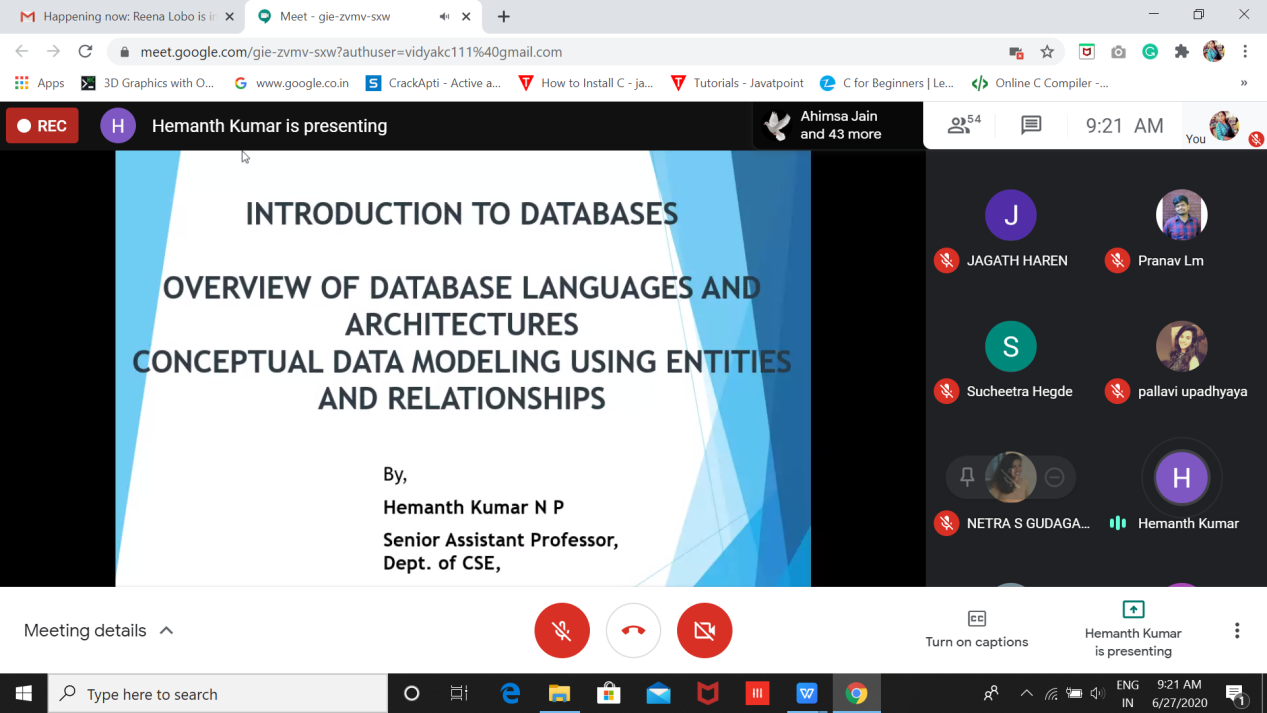 Happening now: Reena Lobo is in
Meet - gie-zvmv-sxw
meet.google.com/gie-zvmv-sxw?authuser=vidyakc111%40gmail.com
Apps
3D Graphics with O...
www.google.co.in
CrackApti - Active a...
How to Install C - ja...
Tutorials - Javatpoint
C for Beginners | Le...
Online C Compiler -...
»
REC
H
Hemanth Kumar is presenting
Ahimsa Jain
and 43 more
54
9:21 AM
You
INTRODUCTION TO DATABASES
OVERVIEW OF DATABASE LANGUAGES AND
ARCHITECTURES
CONCEPTUAL DATA MODELING USING ENTITIES
AND RELATIONSHIPS
By,
Hemanth Kumar N P
Senior Assistant Professor,
Dept. of CSE,
J
JAGATH HAREN
Pranav Lm
S
Sucheetra Hegde
pallavi upadhyaya
NETRA S GUDAGA...
H
Hemanth Kumar
Meeting details
CC
Turn on captions
Hemanth Kumar
is presenting
Type here to search
W
ENG
IN
9:21 AM
6/27/2020
1